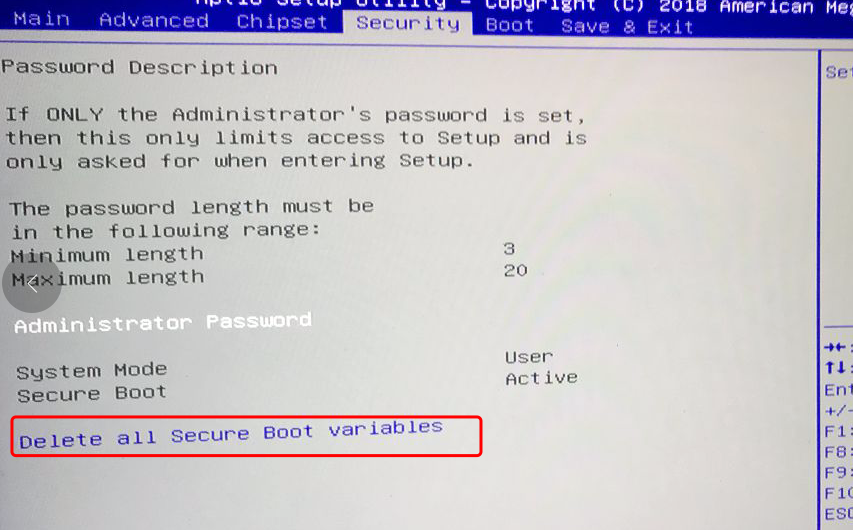 Aptio Setup Utility – Copyright (C) 2018 American
Main Advanced Chipset Security Boot Save & Exit
Password Description
If ONLY the Administrator's password is set,
then this only limits access to Setup and is
only asked for when entering Setup.
The password length must be
in the following range:
Minimum length 3
Maximum length 20
Administrator Password
System Mode User
Secure Boot Active
Delete all Secure Boot variables
Set
→←:
↑↓:
Ent
+/-
F1:
F8:
F9:
F10
ESC